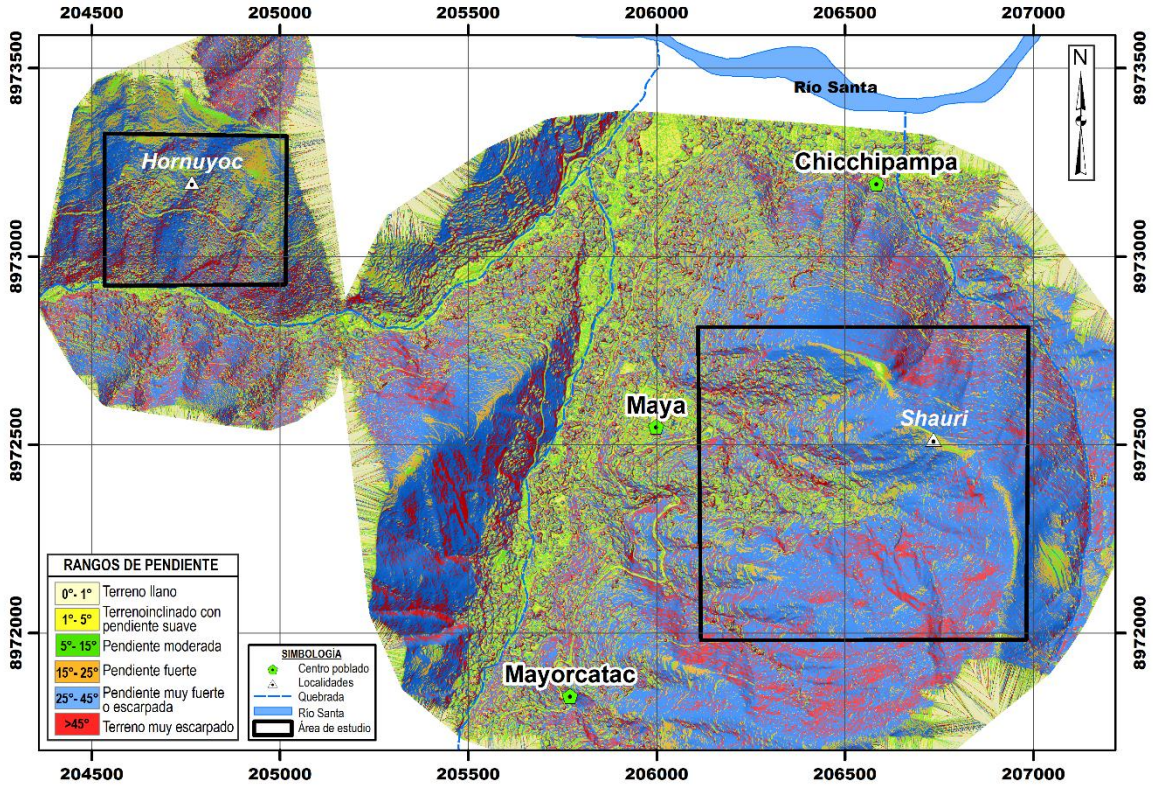 204500 205000 205500 206000 206500 207000
8973500
8973500
N
Río Santa
Hornuyoc
Chicchipampa
8973000
8973000
Maya
Shauri
8972500
8972500
RANGOS DE PENDIENTE
0°- 1° Terreno llano
1°- 5° Terrenoinclinado con
pendiente suave
5°- 15° Pendiente moderada
15°- 25° Pendiente fuerte
25°- 45° Pendiente muy fuerte
o escarpada
>45° Terreno muy escarpado
SIMBOLOGÍA
Centro poblado
Localidades
Quebrada
Río Santa
Área de estudio
8972000
8972000
Mayorcatac
204500 205000 205500 206000 206500 207000